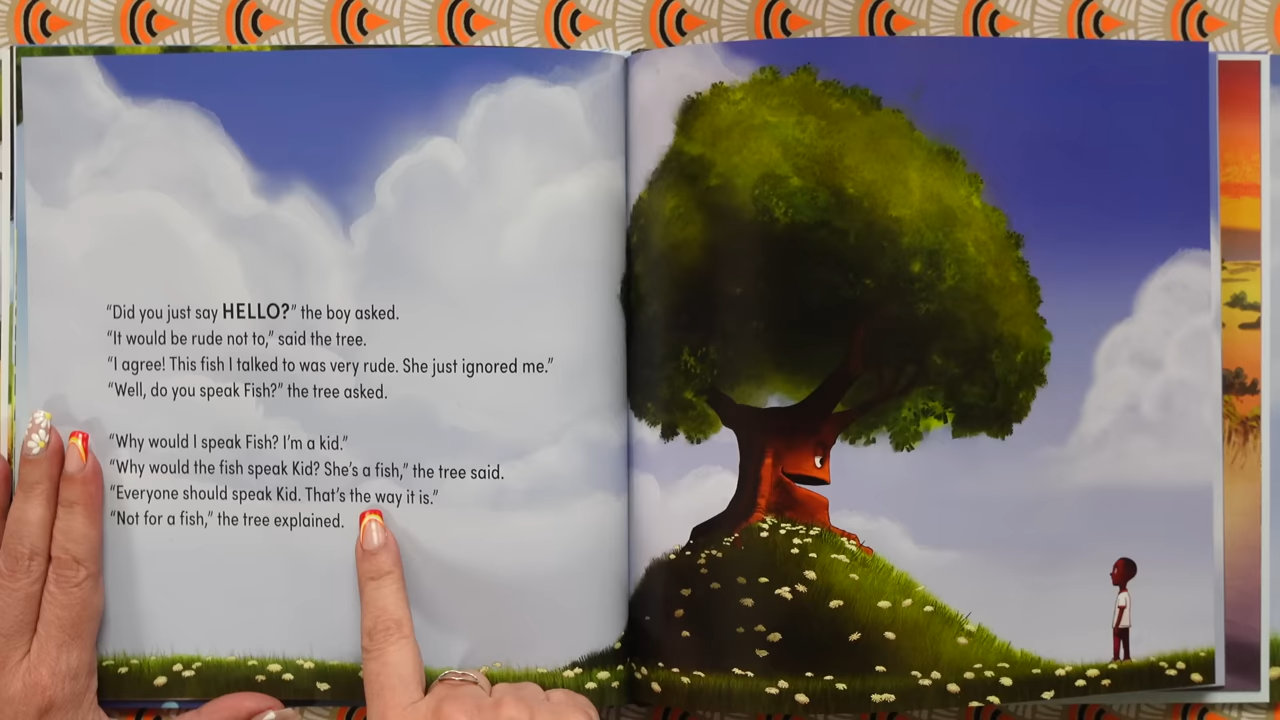 “Did you just say HELLO?” the boy asked.
“It would be rude not to,” said the tree.
“I agree! This fish I talked to was very rude. She just ignored me.”
“Well, do you speak Fish?” the tree asked.
“Why would I speak Fish? I’m a kid.”
“Why would the fish speak Kid? She’s a fish,” the tree said.
“Everyone should speak Kid. That’s the way it is.”
“Not for a fish,” the tree explained.